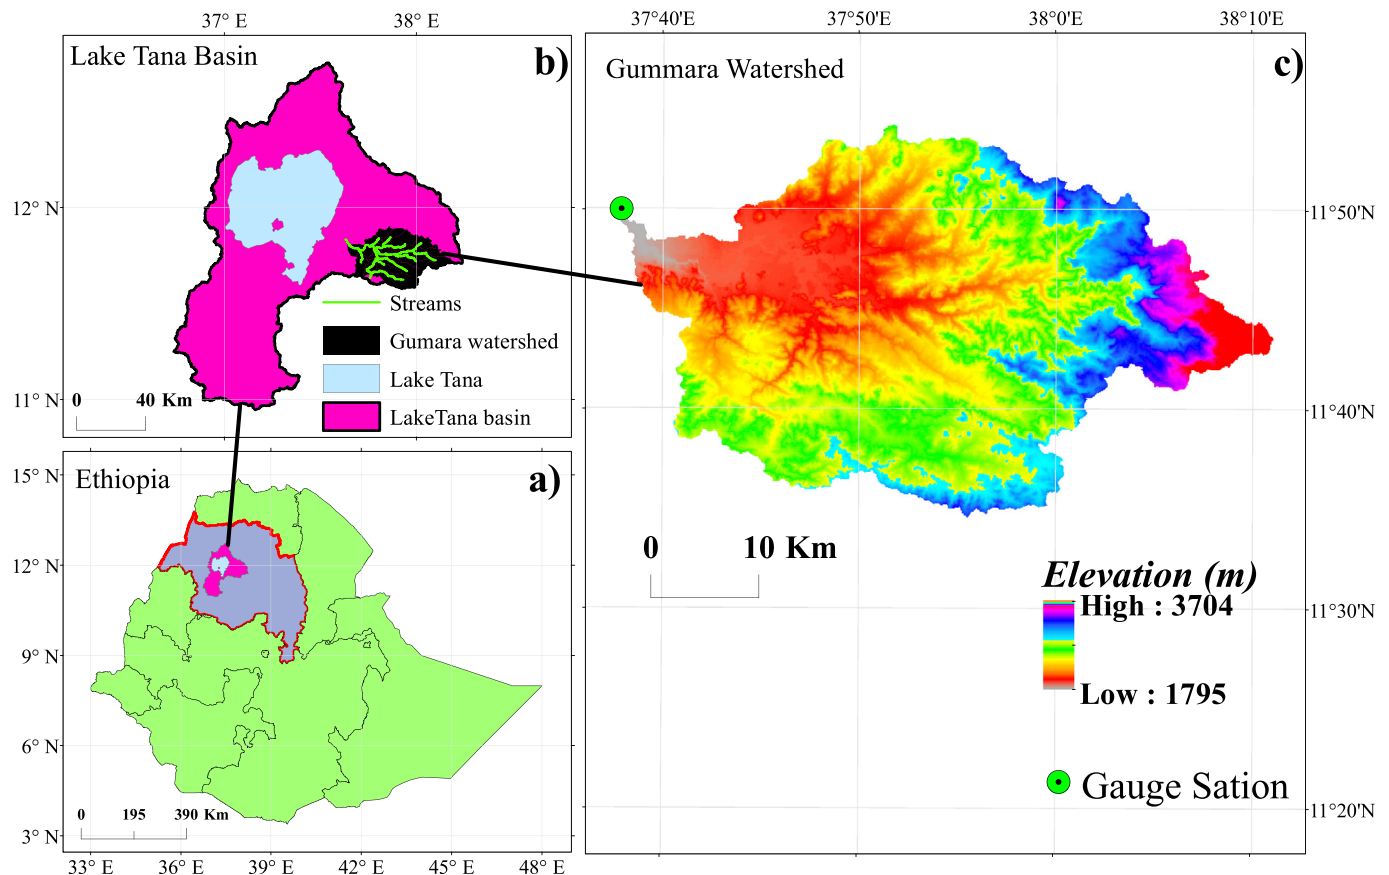 37° E 38° E
Lake Tana Basin b)
12° N
11° N
Streams
Gumara watershed
Lake Tana
LakeTana basin
0 40 Km
15° N
12° N
9° N
6° N
3° N
Ethiopia a)
0 195 390 Km
33° E 36° E 39° E 42° E 45° E 48° E
37°40'E 37°50'E 38°0'E 38°10'E
Gummara Watershed c)
11°50'N
11°40'N
11°30'N
11°20'N
0 10 Km
Elevation (m)
High : 3704
Low : 1795
Gauge Sation